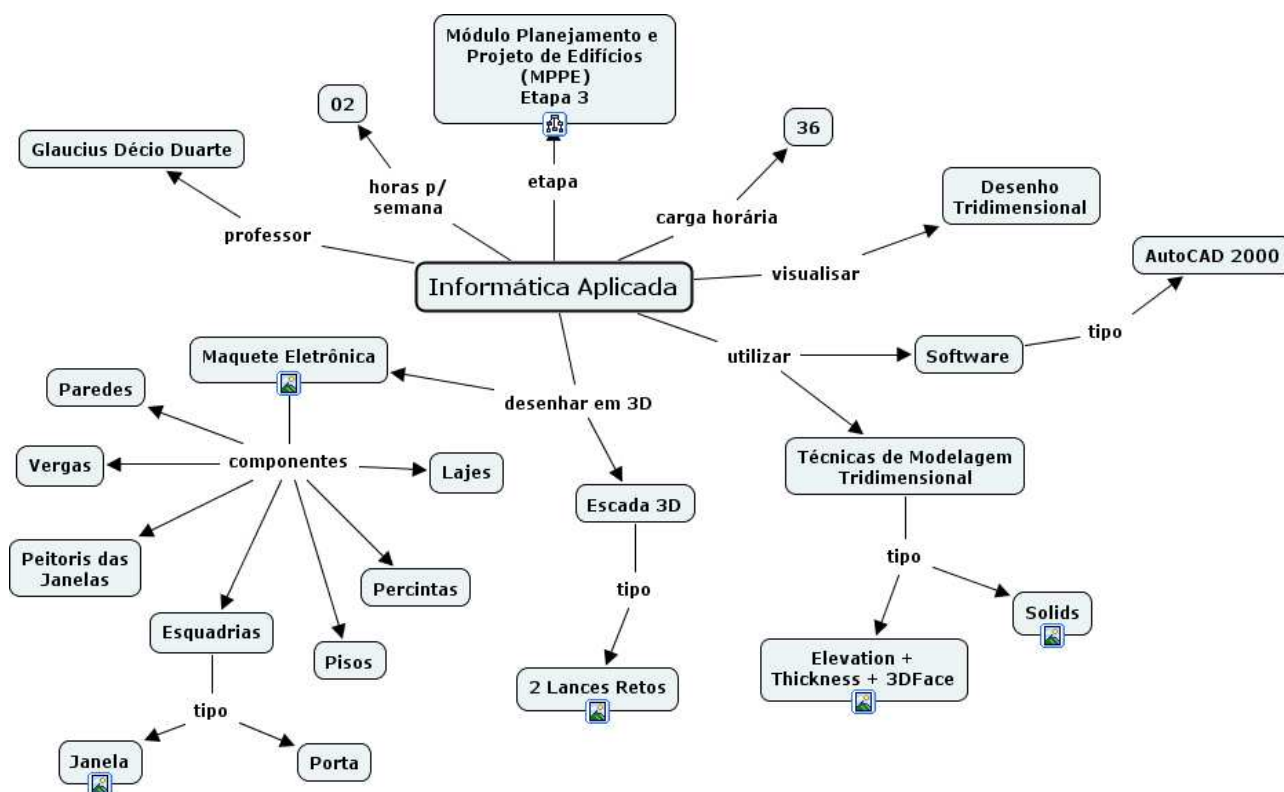 Módulo Planejamento e
Projeto de Edifícios
(MPPE)
Etapa 3
02
36
Glaucius Décio Duarte
horas p/
semana
etapa
carga horária
Desenho
Tridimensional
professor
visualisar
AutoCAD 2000
Informática Aplicada
tipo
Maquete Eletrônica
utilizar
Software
Paredes
desenhar em 3D
componentes
Vergas
Lajes
Técnicas de Modelagem
Tridimensional
Escada 3D
Peitoris das
Janelas
Percintas
tipo
tipo
Esquadrias
Pisos
Solids
Elevation +
Thickness + 3DFace
2 Lances Retos
tipo
Janela
Porta